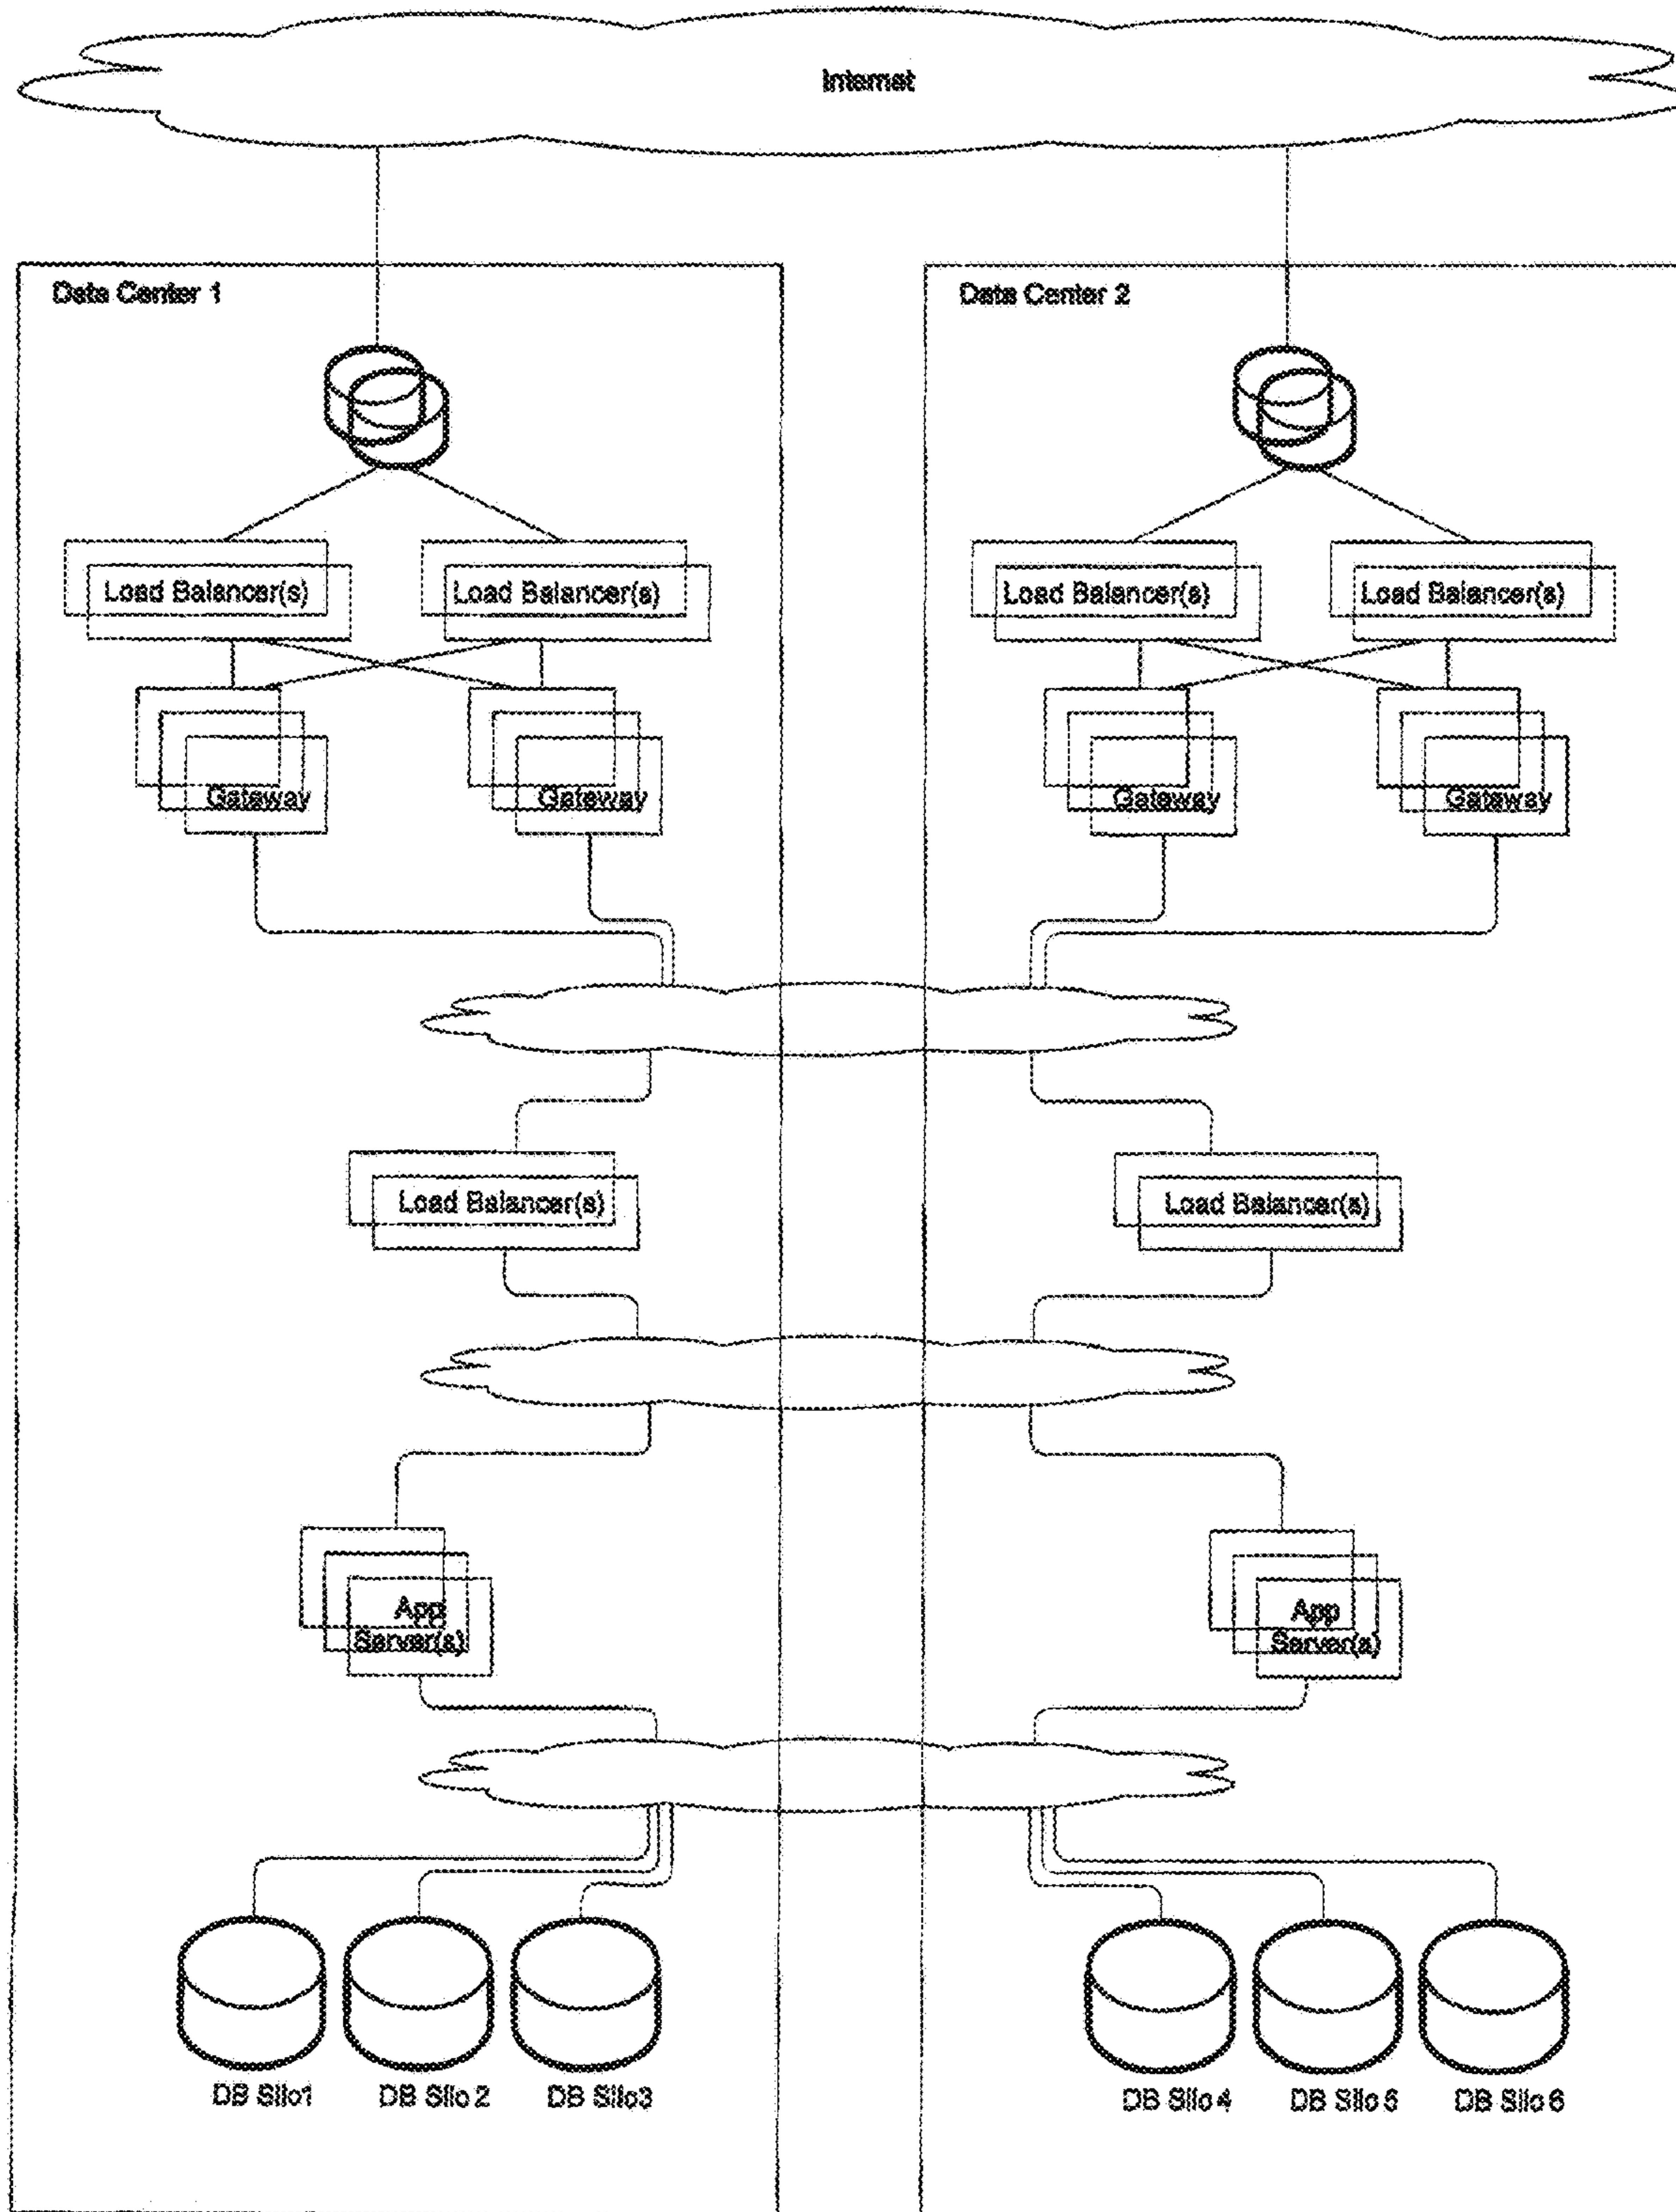 Internet
Data Center 1
Data Center 2
Load Balancer(s)
Load Balancer(s)
Load Balancer(s)
Load Balancer(s)
Gateway
Gateway
Gateway
Gateway
Load Balancer(s)
Load Balancer(s)
App
Server(s)
App
Server(s)
DB Silo1
DB Silo 2
DB Silo3
DB Silo 4
DB Silo 5
DB Silo 6